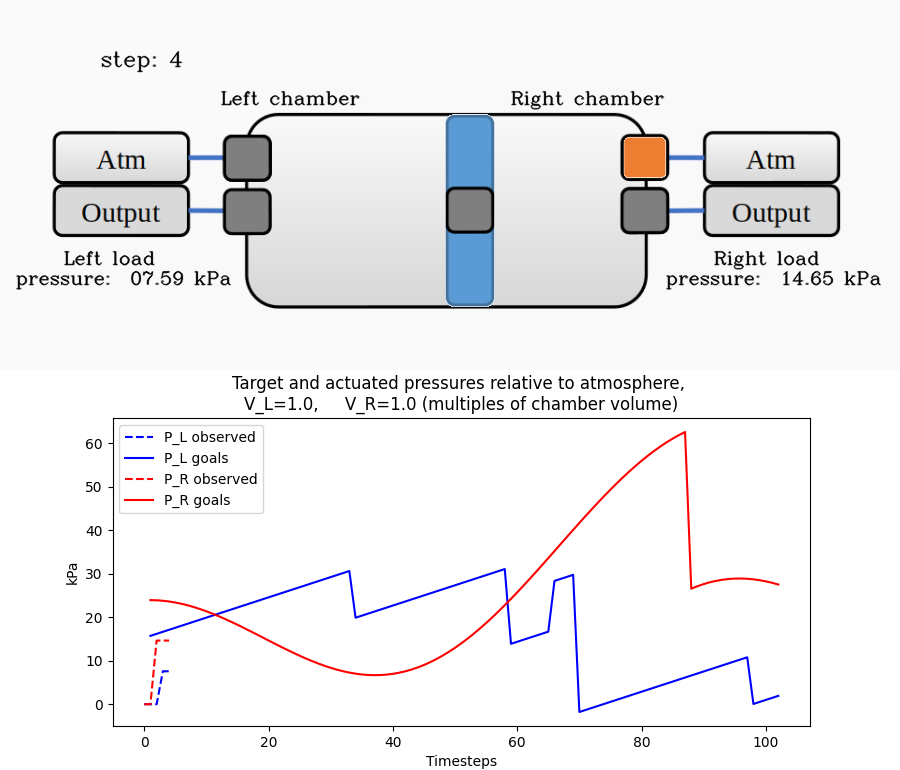 step: 4
Left chamber
Right chamber
Atm
Atm
Output
Output
Left load
pressure: 07.59 kPa
Right load
pressure: 14.65 kPa
Target and actuated pressures relative to atmosphere,
V_L=1.0, V_R=1.0 (multiples of chamber volume)
P_L observed
P_L goals
P_R observed
P_R goals
60
50
40
30
20
10
0
kPa
0 20 40 60 80 100
Timesteps